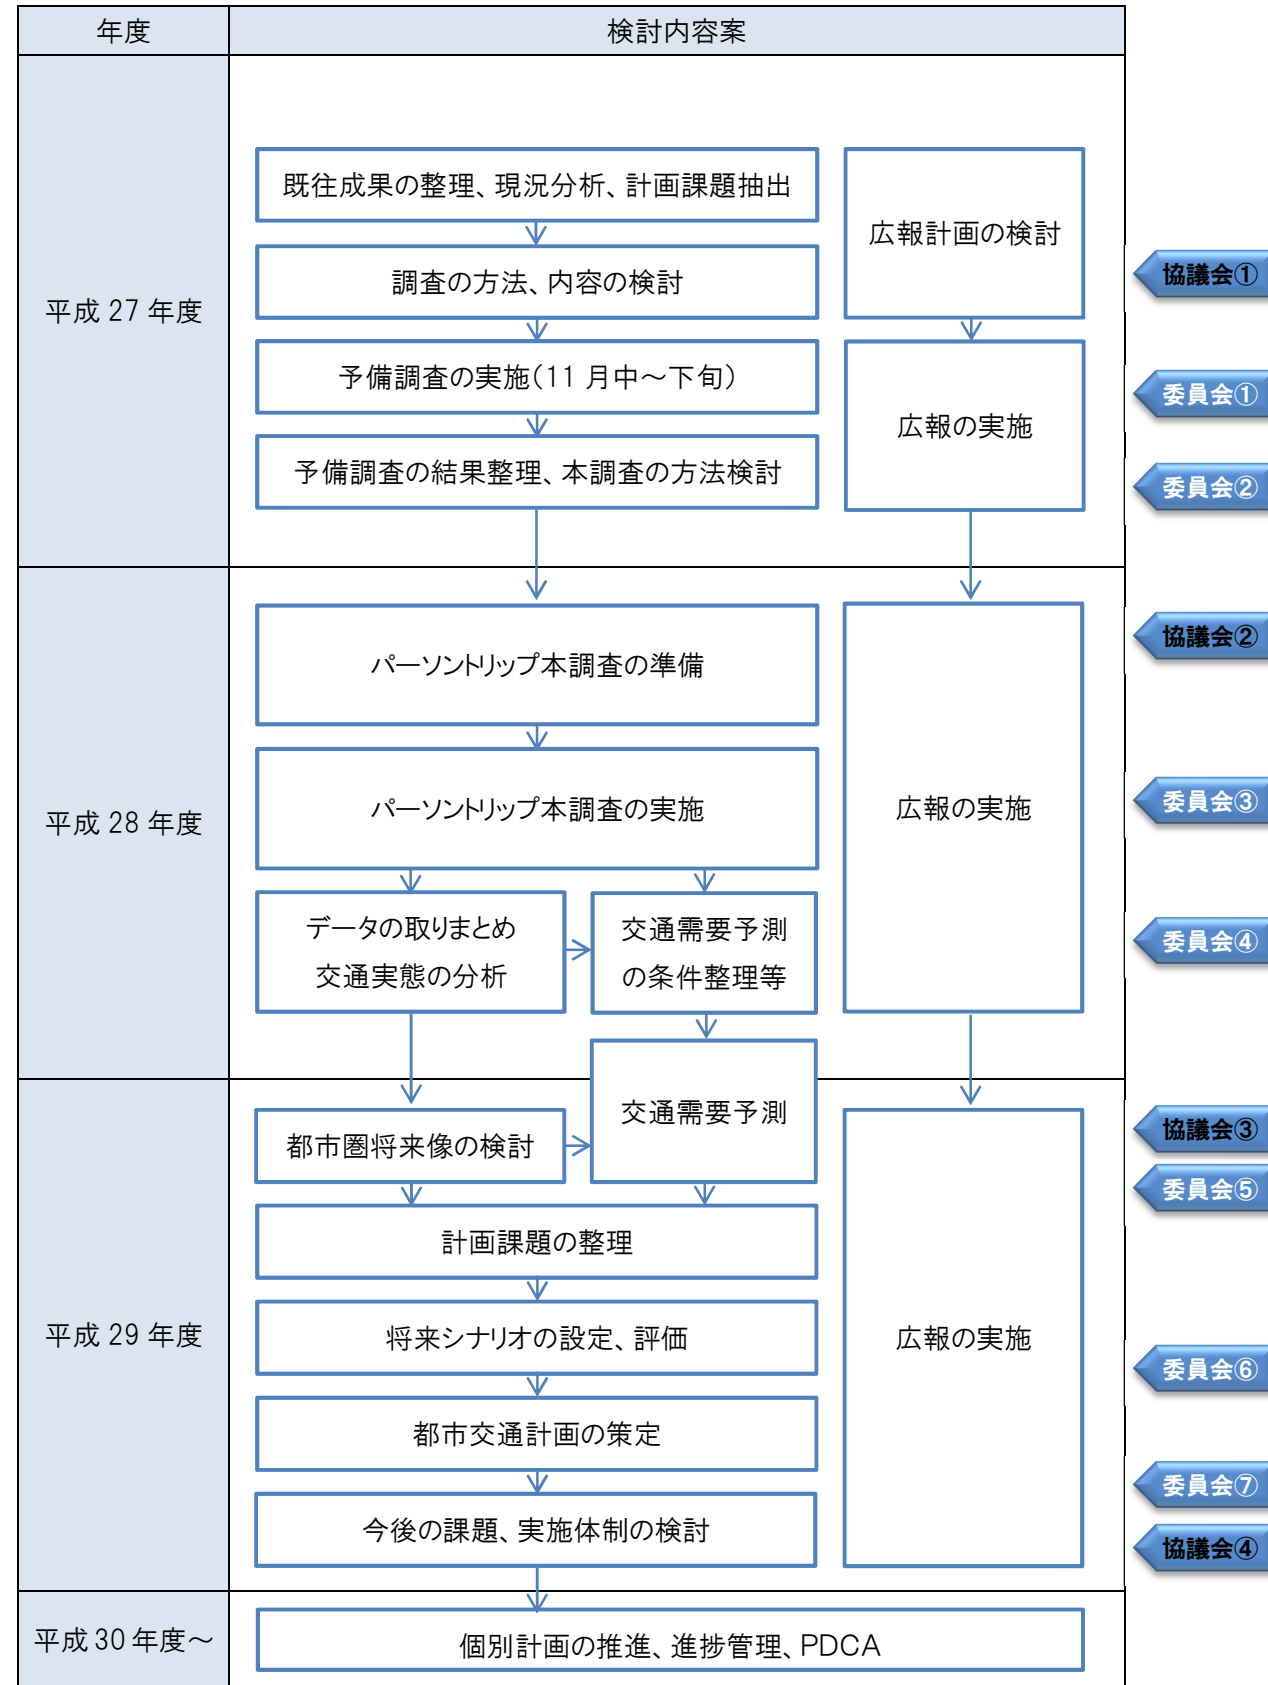 年度
検討内容案
平成 27 年度
既往成果の整理、現況分析、計画課題抽出
広報計画の検討
調査の方法、内容の検討
協議会①
予備調査の実施（11 月中～下旬）
委員会①
広報の実施
予備調査の結果整理、本調査の方法検討
委員会②
平成 28 年度
パーソントリップ本調査の準備
協議会②
パーソントリップ本調査の実施
広報の実施
委員会③
データの取りまとめ
交通実態の分析
交通需要予測
の条件整理等
委員会④
平成 29 年度
交通需要予測
都市圏将来像の検討
協議会③
委員会⑤
計画課題の整理
将来シナリオの設定、評価
広報の実施
委員会⑥
都市交通計画の策定
委員会⑦
今後の課題、実施体制の検討
協議会④
平成 30 年度～
個別計画の推進、進捗管理、PDCA